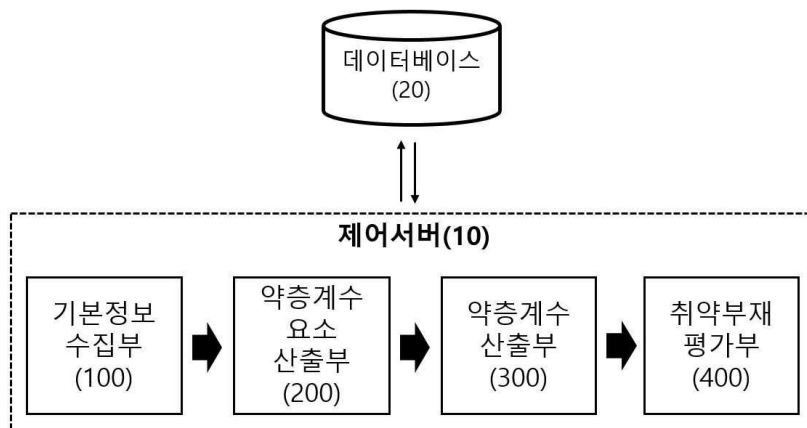 데이터베이스
(20)
제어서버(10)
기본정보
수집부
(100)
약층계수
요소
산출부
(200)
약층계수
산출부
(300)
취약부재
평가부
(400)